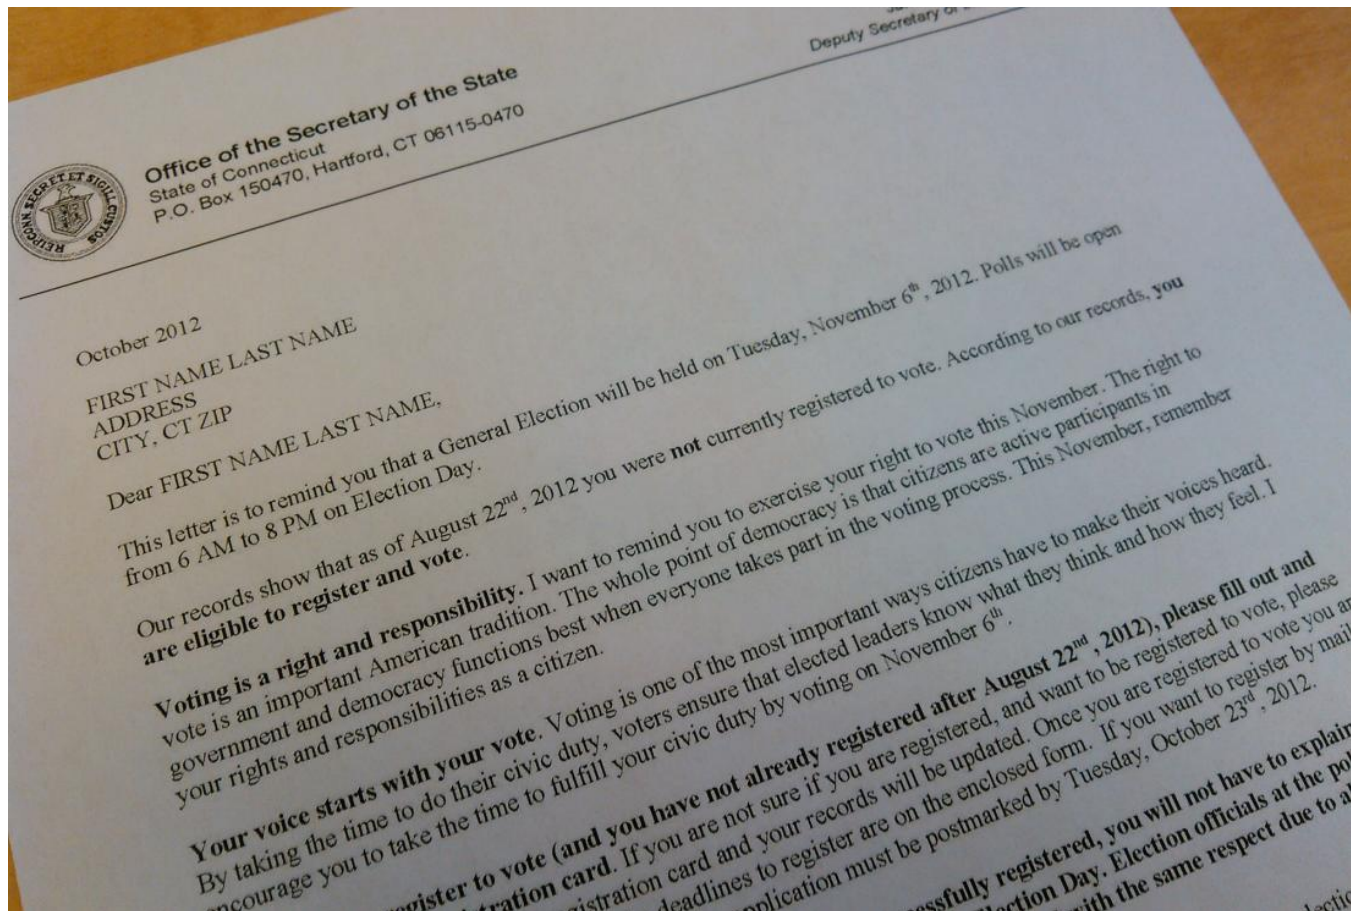 Deputy Secretary of
Office of the Secretary of the State
State of Connecticut
P.O. Box 150470, Hartford, CT 06115-0470
REIPCONN SECRET ET SIGILL CUSTOS
October 2012
FIRST NAME LAST NAME
ADDRESS
CITY, CT ZIP
Dear FIRST NAME LAST NAME,
This letter is to remind you that a General Election will be held on Tuesday, November 6th, 2012. Polls will be open
from 6 AM to 8 PM on Election Day.
Our records show that as of August 22nd, 2012 you were not currently registered to vote. According to our records, you
are eligible to register and vote.
Voting is a right and responsibility. I want to remind you to exercise your right to vote this November. The right to
vote is an important American tradition. The whole point of democracy is that citizens are active participants in
government and democracy functions best when everyone takes part in the voting process. This November, remember
your rights and responsibilities as a citizen.
Your voice starts with your vote. Voting is one of the most important ways citizens have to make their voices heard.
By taking the time to do their civic duty, voters ensure that elected leaders know what they think and how they feel. I
encourage you to take the time to fulfill your civic duty by voting on November 6th.
register to vote (and you have not already registered after August 22nd, 2012), please fill out and
registration card. If you are not sure if you are registered, and want to be registered to vote, please
registration card and your records will be updated. Once you are registered to vote you
deadlines to register are on the enclosed form. If you want to register by mail
application must be postmarked by Tuesday, October 23rd, 2012.
successfully registered, you will not have to explain
Election Day. Election officials at the
with the same respect due to